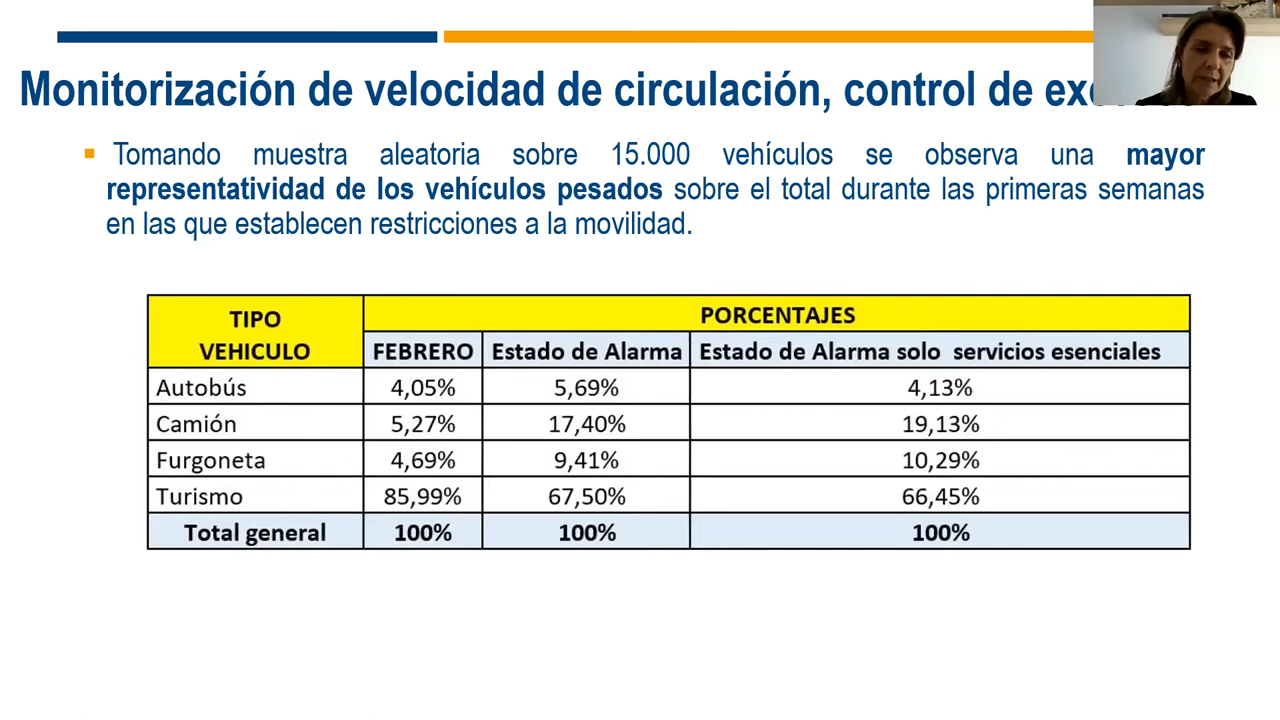 Monitorización de velocidad de circulación, control de
Tomando muestra aleatoria sobre 15.000 vehículos se observa una mayor
representatividad de los vehículos pesados sobre el total durante las primeras semanas
en las que establecen restricciones a la movilidad.
TIPO VEHICULO PORCENTAJES
FEBRERO Estado de Alarma Estado de Alarma solo servicios esenciales
Autobús 4,05% 5,69% 4,13%
Camión 5,27% 17,40% 19,13%
Furgoneta 4,69% 9,41% 10,29%
Turismo 85,99% 67,50% 66,45%
Total general 100% 100% 100%